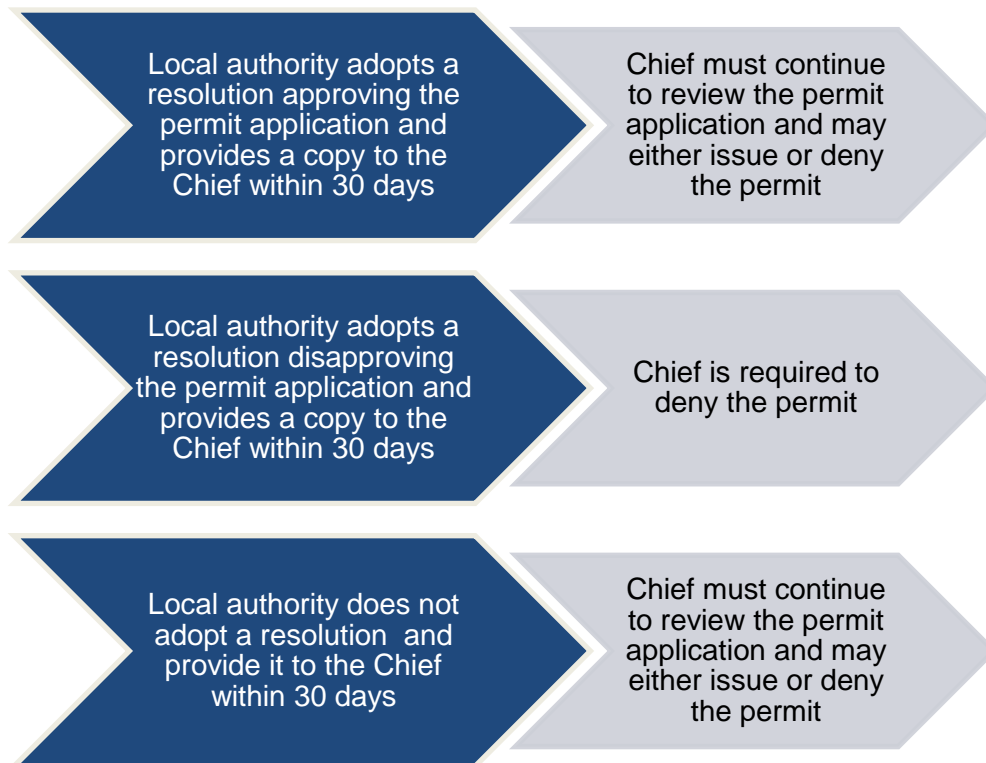 Local authority adopts a
resolution approving the
permit application and
provides a copy to the
Chief within 30 days
Chief must continue
to review the permit
application and may
either issue or deny
the permit
Local authority adopts a
resolution disapproving
the permit application and
provides a copy to the
Chief within 30 days
Chief is required to
deny the permit
Local authority does not
adopt a resolution  and
provide it to the Chief
within 30 days
Chief must continue
to review the permit
application and may
either issue or deny
the permit